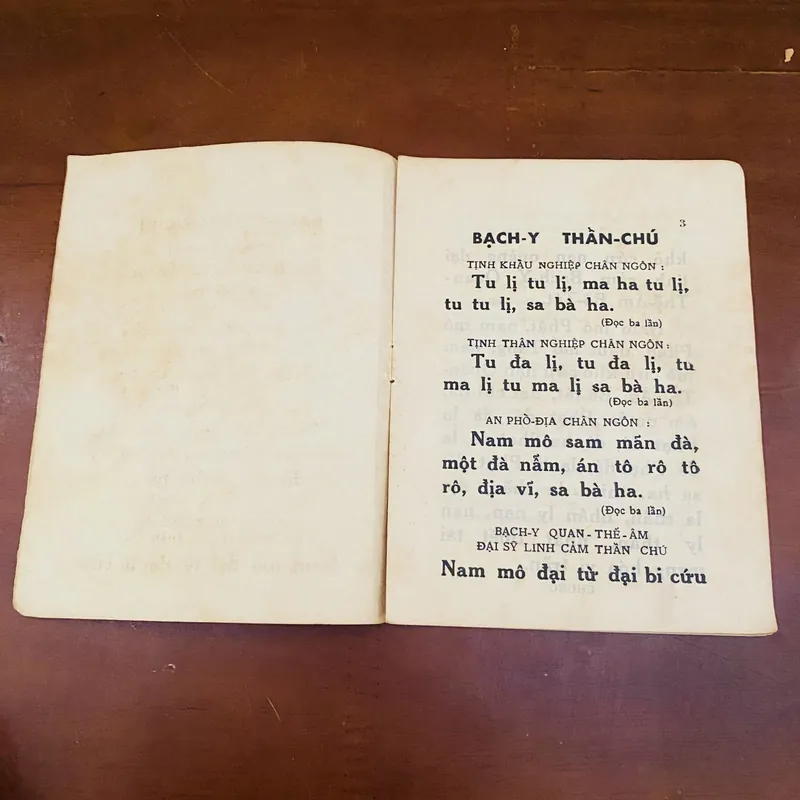 3
BẠCH-Y THẦN-CHÚ
TỊNH KHẨU NGHIỆP CHÂN NGÔN :
Tu lị tu lị, ma ha tu lị,
tu tu lị, sa bà ha.
(Đọc ba lần)
TỊNH THÂN NGHIỆP CHÂN NGÔN :
Tu đa lị, tu đa lị, tu
ma lị tu ma lị sa bà ha.
(Đọc ba lần)
AN PHÒ-ĐỊA CHÂN NGÔN :
Nam mô sam mãn đà,
một đà nẫm, án tô rô tô
rô, địa vĩ, sa bà ha.
(Đọc ba lần)
BẠCH-Y QUAN-THẾ-ÂM
ĐẠI SỸ LINH CẢM THẦN CHÚ
Nam mô đại từ đại bi cứu